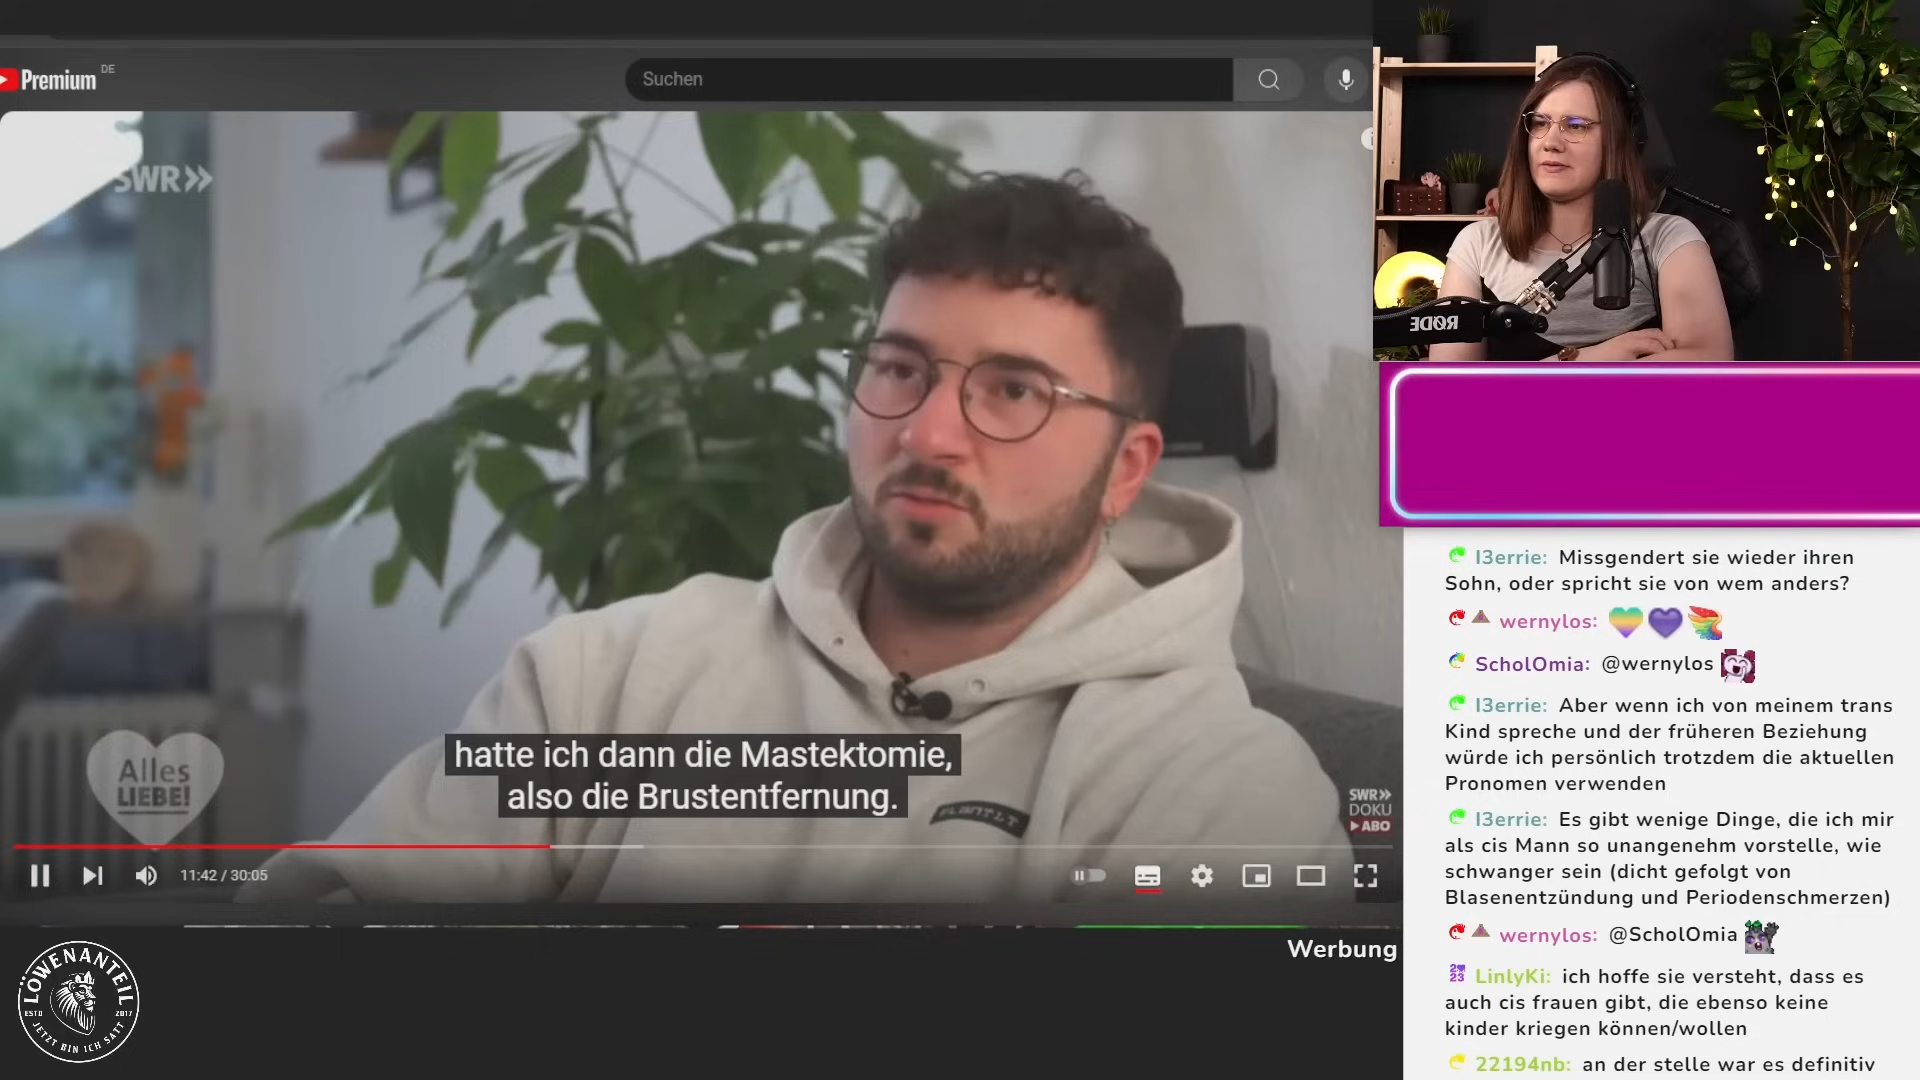 Premium DE
Suchen
SWR»
hatte ich dann die Mastektomie,
also die Brustentfernung.
Alles
LIEBE!
SWR»
DOKU
ABO
11:42 / 30:05
Werbung
LÖWENANTEIL
ESTD 2017
JETZT BIN ICH SATT
RØDE
l3errie: Missgendert sie wieder ihren
Sohn, oder spricht sie von wem anders?
wernylos:
ScholOmia: @wernylos
l3errie: Aber wenn ich von meinem trans
Kind spreche und der früheren Beziehung
würde ich persönlich trotzdem die aktuellen
Pronomen verwenden
l3errie: Es gibt wenige Dinge, die ich mir
als cis Mann so unangenehm vorstelle, wie
schwanger sein (dicht gefolgt von
Blasenentzündung und Periodenschmerzen)
wernylos: @ScholOmia
2023 LinlyKi: ich hoffe sie versteht, dass es
auch cis frauen gibt, die ebenso keine
kinder kriegen können/wollen
22194nb: an der stelle war es definitiv